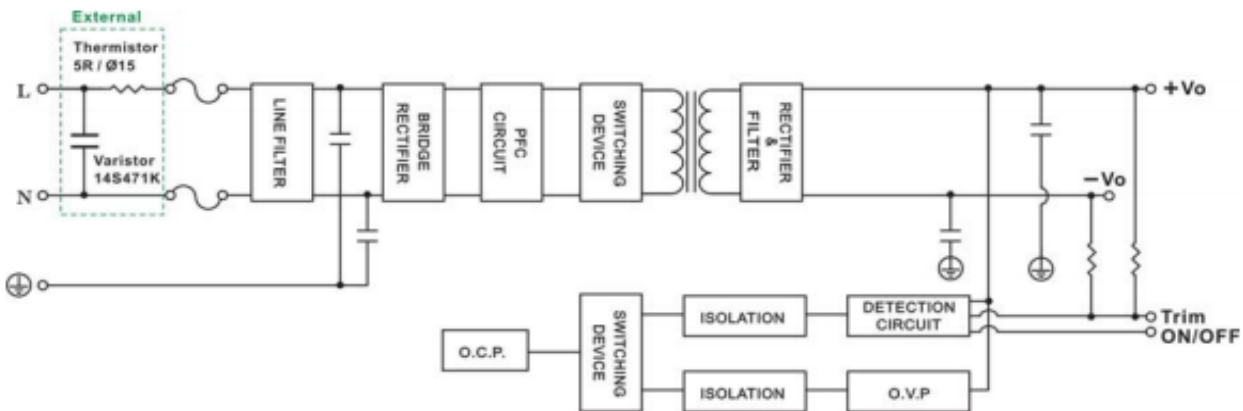 External
Thermistor
5R / Ø15
L
Varistor
14S471K
N
LINE FILTER
BRIDGE
RECTIFIER
PFC
CIRCUIT
SWITCHING
DEVICE
RECTIFIER
&
FILTER
+Vo
−Vo
Trim
ON/OFF
O.C.P.
SWITCHING
DEVICE
ISOLATION
DETECTION
CIRCUIT
ISOLATION
O.V.P